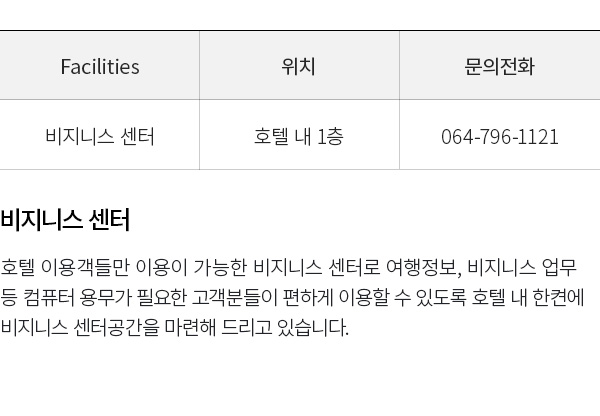 Facilities 위치 문의전화
비지니스 센터 호텔 내 1층 064-796-1121
비지니스 센터
호텔 이용객들만 이용이 가능한 비지니스 센터로 여행정보, 비지니스 업무
등 컴퓨터 용무가 필요한 고객분들이 편하게 이용할 수 있도록 호텔 내 한켠에
비지니스 센터공간을 마련해 드리고 있습니다.